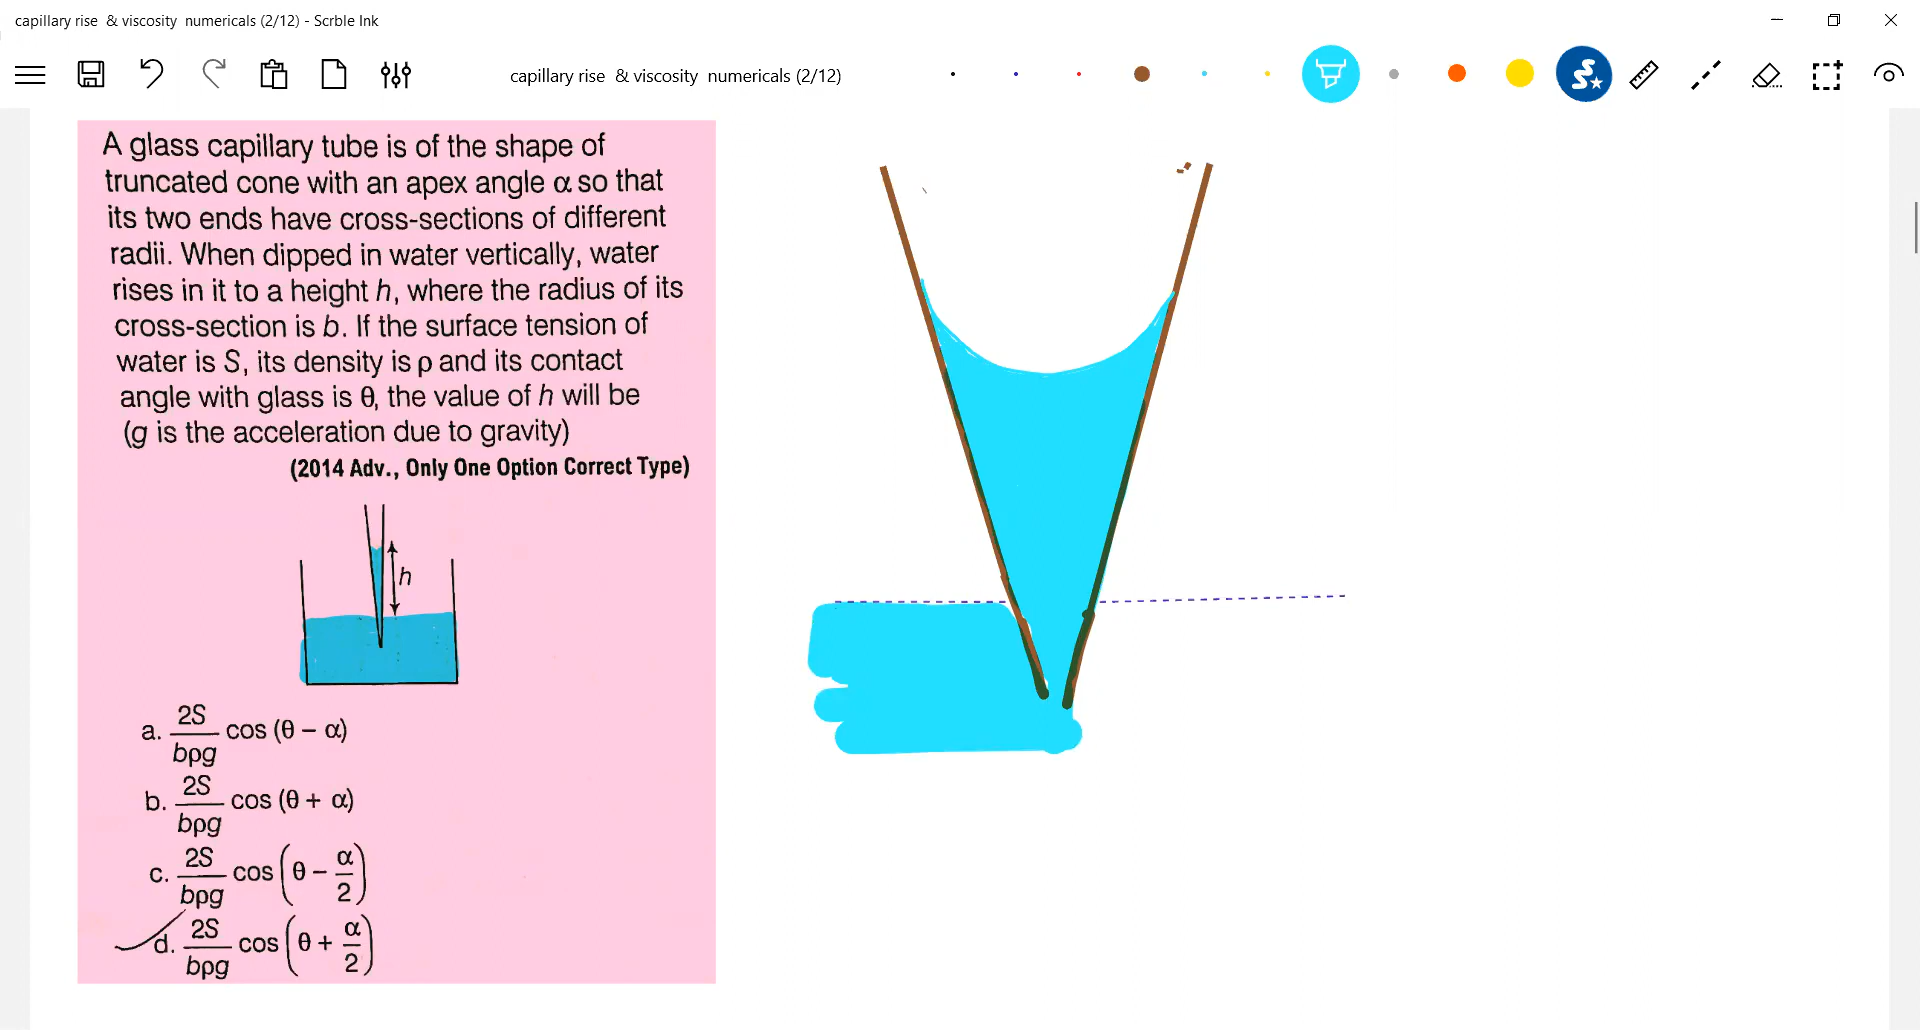 capillary rise & viscosity numericals (2/12) - Scrble Ink
capillary rise & viscosity numericals (2/12)
A glass capillary tube is of the shape of
truncated cone with an apex angle α so that
its two ends have cross-sections of different
radii. When dipped in water vertically, water
rises in it to a height h, where the radius of its
cross-section is b. If the surface tension of
water is S, its density is ρ and its contact
angle with glass is θ, the value of h will be
(g is the acceleration due to gravity)
(2014 Adv., Only One Option Correct Type)
h
a. 2S/bρg cos (θ − α)
b. 2S/bρg cos (θ + α)
c. 2S/bρg cos (θ − α/2)
d. 2S/bρg cos (θ + α/2)